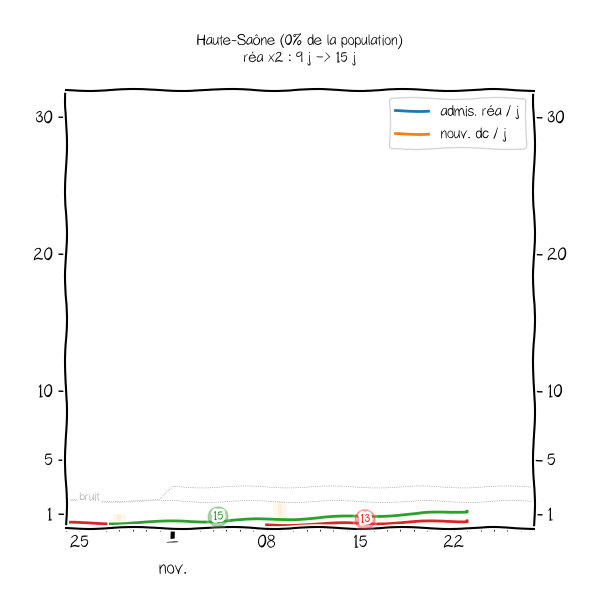 Haute-Saône (0% de la population)
réa x2 : 9 j -> 15 j
admis. réa / j
nouv. dc / j
30
30
20
20
10
10
5
5
bruit
1
1
15
13
25
1
08
15
22
nov.